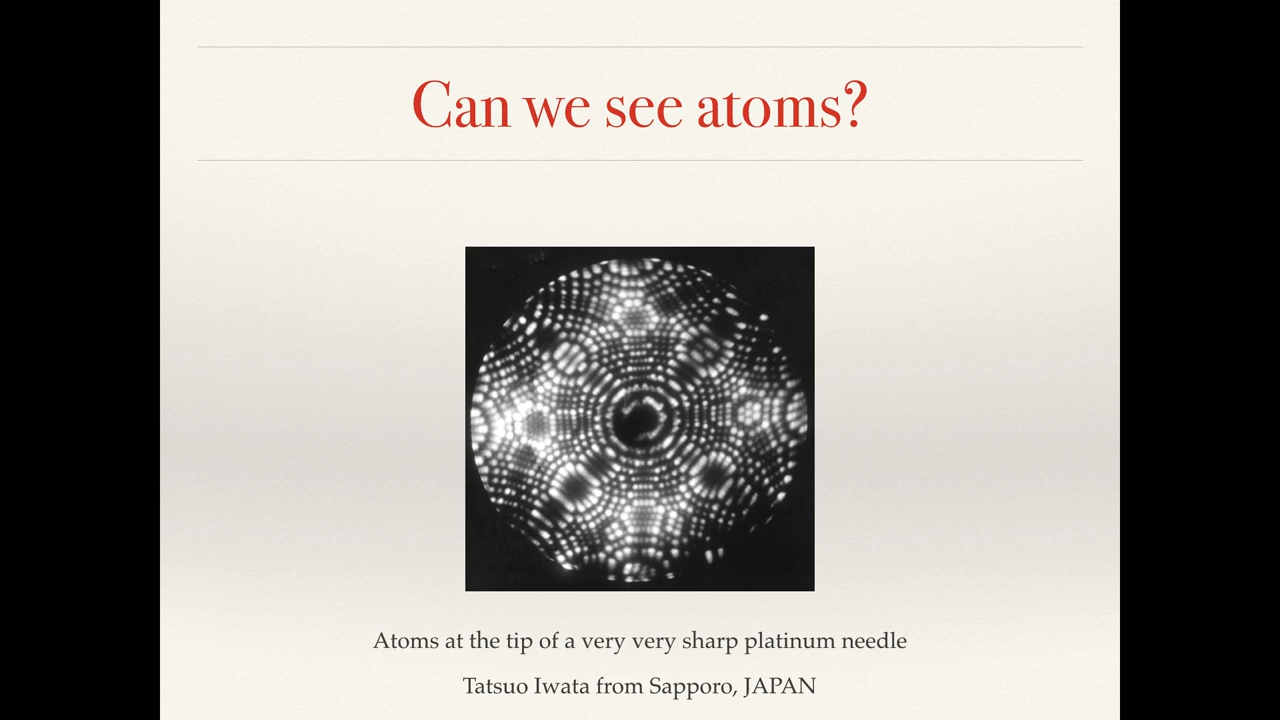 Can we see atoms?
Atoms at the tip of a very very sharp platinum needle
Tatsuo Iwata from Sapporo, JAPAN